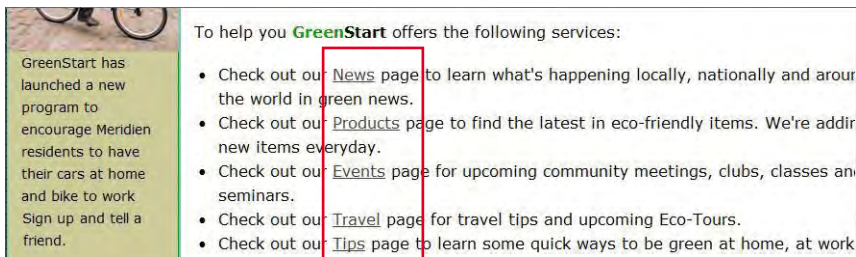 GreenStart has
launched a new
program to
encourage Meridien
residents to have
their cars at home
and bike to work
Sign up and tell a
friend.
To help you GreenStart offers the following services:
• Check out our News page to learn what's happening locally, nationally and
the world in green news.
• Check out our Products page to find the latest in eco-friendly items. We're
new items everyday.
• Check out our Events page for upcoming community meetings, clubs, classes
seminars.
• Check out our Travel page for travel tips and upcoming Eco-Tours.
• Check out our Tips page to learn some quick ways to be green at home, at work